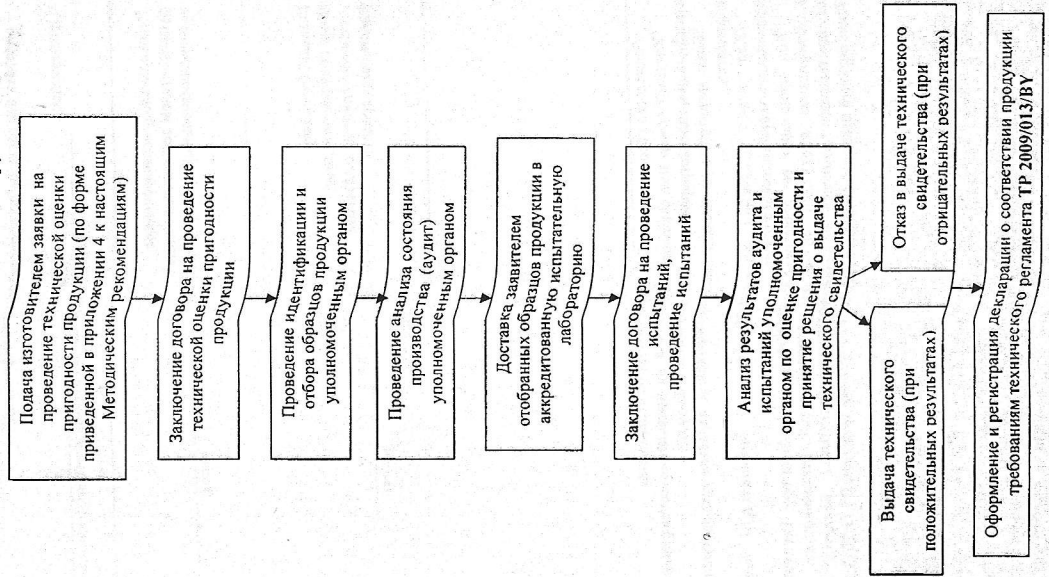 Подача изготовителем заявки на
проведение технической оценки
пригодности продукции (по форме
приведенной в приложении 4 к настоящим
Методическим рекомендациям)
Заключение договора на проведение
технической оценки пригодности
продукции
Проведение идентификации и
отбора образцов продукции
уполномоченным органом
Проведение анализа состояния
производства (аудит)
уполномоченным органом
Доставка заявителем
отобранных образцов продукции в
аккредитованную испытательную
лабораторию
Заключение договора на проведение
испытаний,
проведение испытаний
Анализ результатов аудита и
испытаний уполномоченным
органом по оценке пригодности и
принятие решения о выдаче
технического свидетельства
Выдача технического
свидетельства (при
положительных результатах)
Отказ в выдаче технического
свидетельства (при
отрицательных результатах)
Оформление и регистрация декларации о соответствии продукции
требованиям технического регламента ТР 2009/013/BY